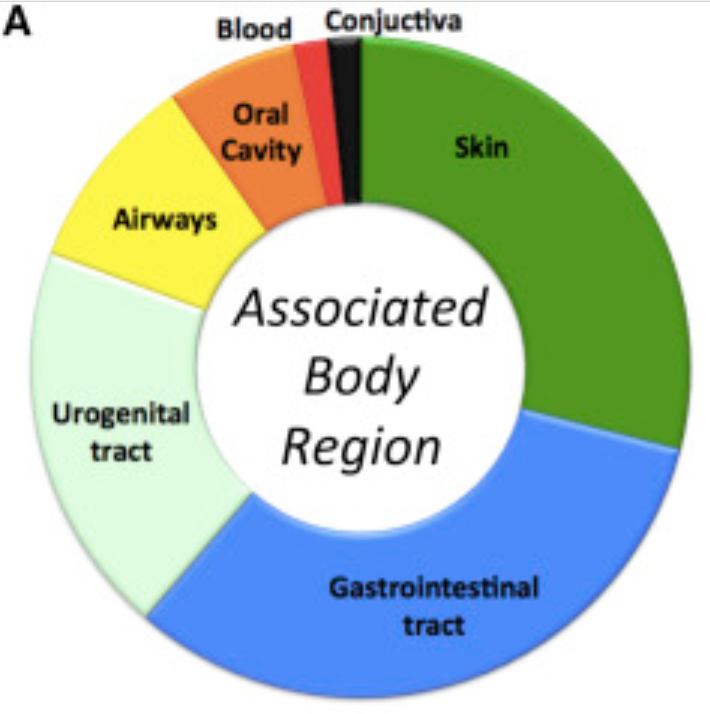 A
Blood
Conjuctiva
Oral
Cavity
Skin
Airways
Associated
Body
Region
Urogenital
tract
Gastrointestinal
tract